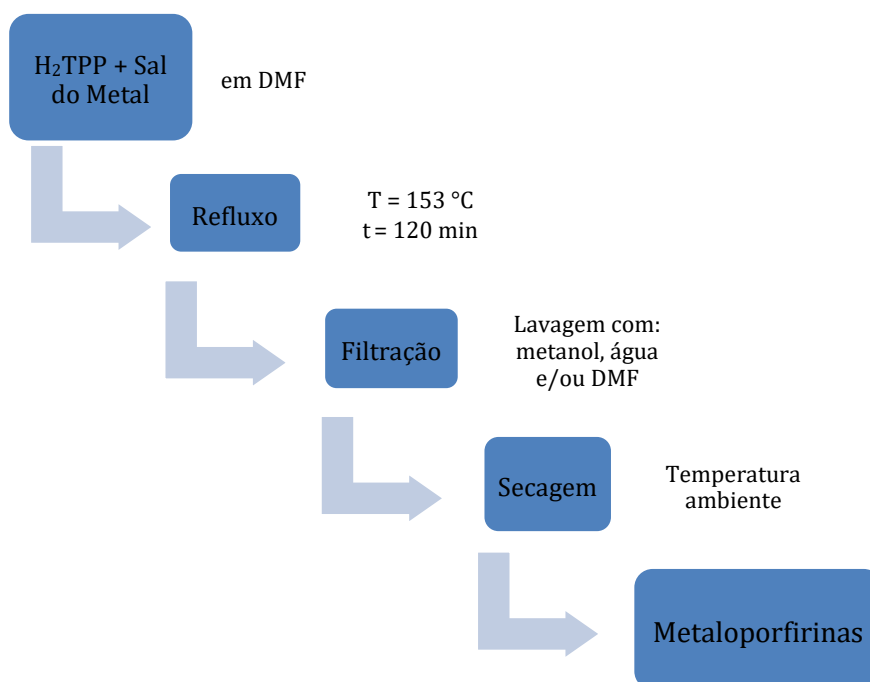 H₂TPP + Sal
do Metal
em DMF
Refluxo
T = 153 °C
t = 120 min
Filtração
Lavagem com:
metanol, água
e/ou DMF
Secagem
Temperatura
ambiente
Metaloporfirinas